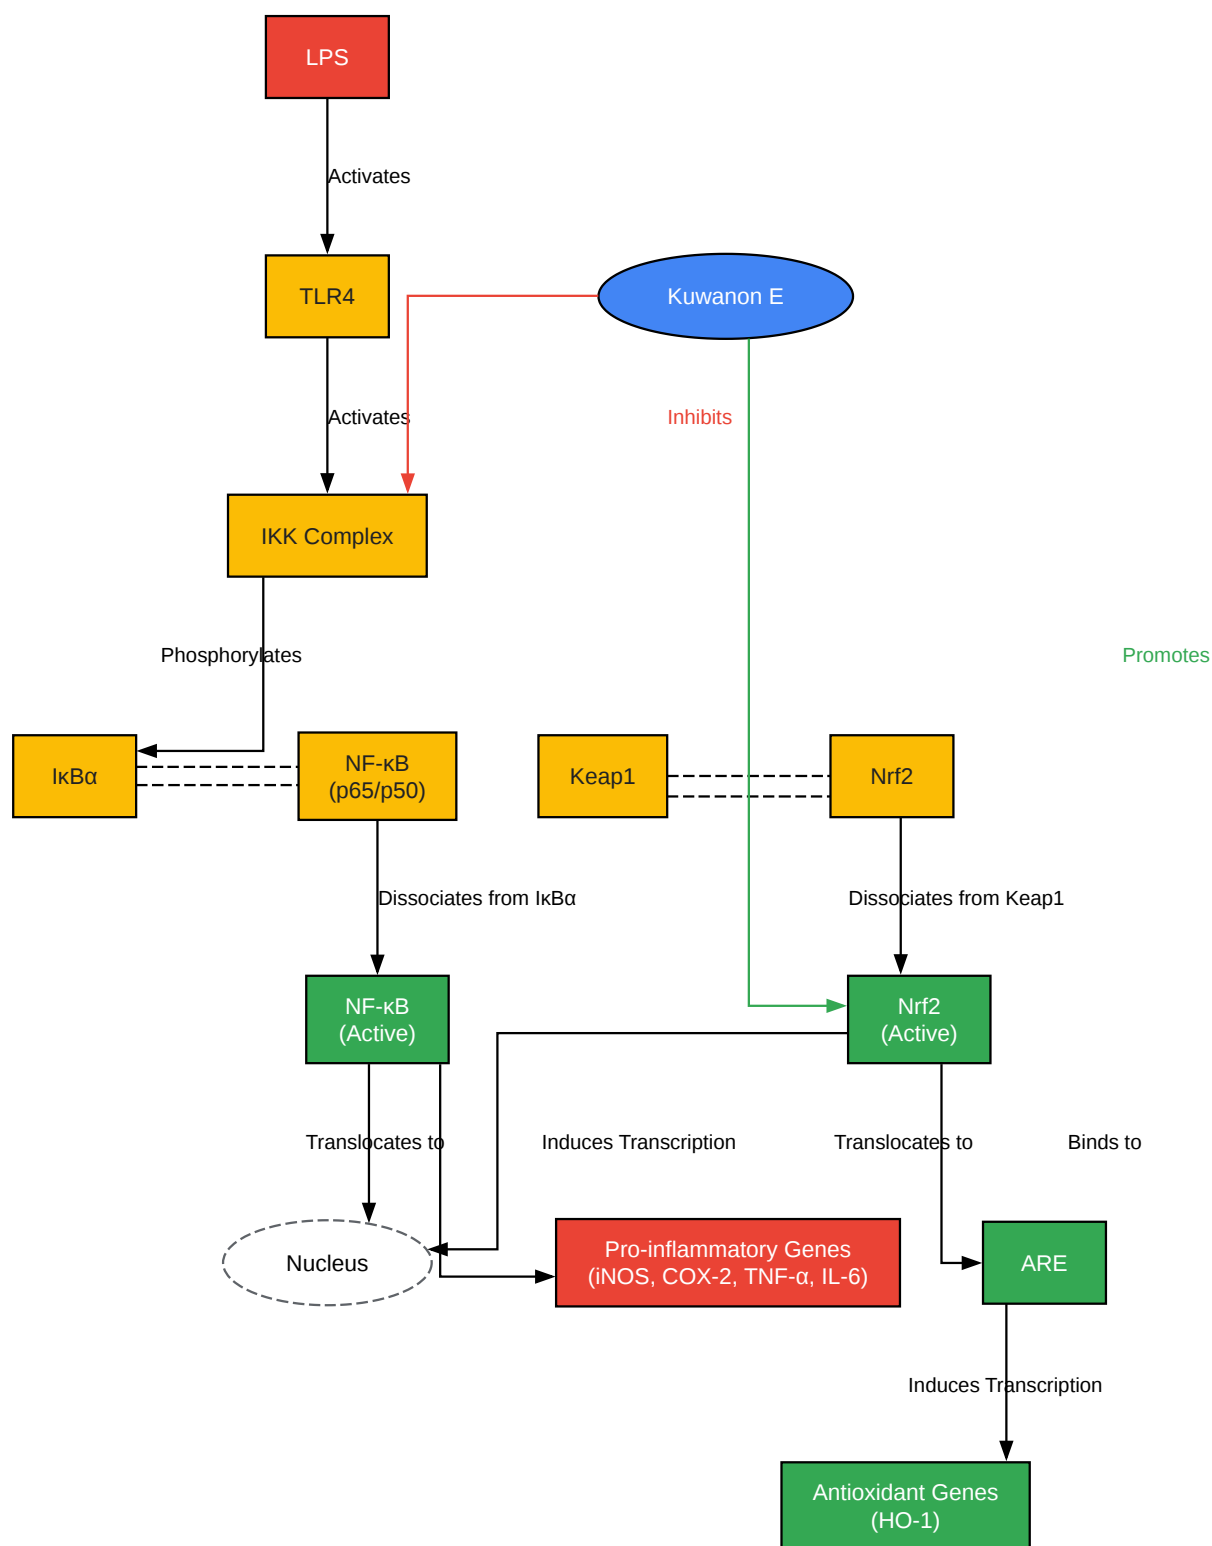 LPS
Activates
TLR4
Kuwanon E
Activates
Inhibits
IKK Complex
Phosphorylates
Promotes
IκBα
NF-κB
(p65/p50)
Keap1
Nrf2
Dissociates from IκBα
Dissociates from Keap1
NF-κB
(Active)
Nrf2
(Active)
Translocates to
Induces Transcription
Translocates to
Binds to
Nucleus
Pro-inflammatory Genes
(iNOS, COX-2, TNF-α, IL-6)
ARE
Induces Transcription
Antioxidant Genes
(HO-1)